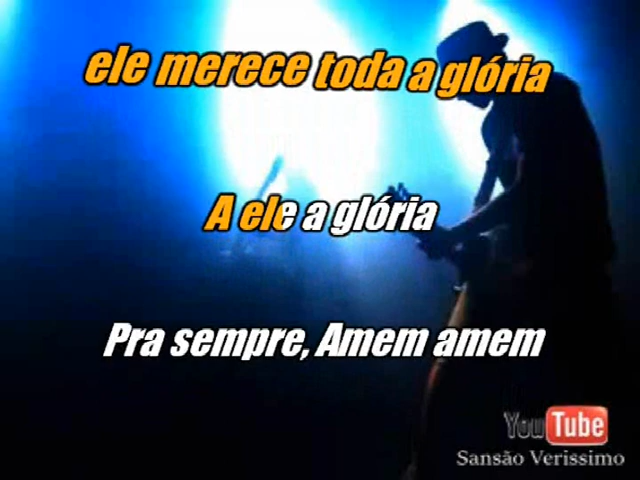 ele merece toda a glória
A ele a glória
Pra sempre, Amem amem
YouTube
Sansão Verissimo